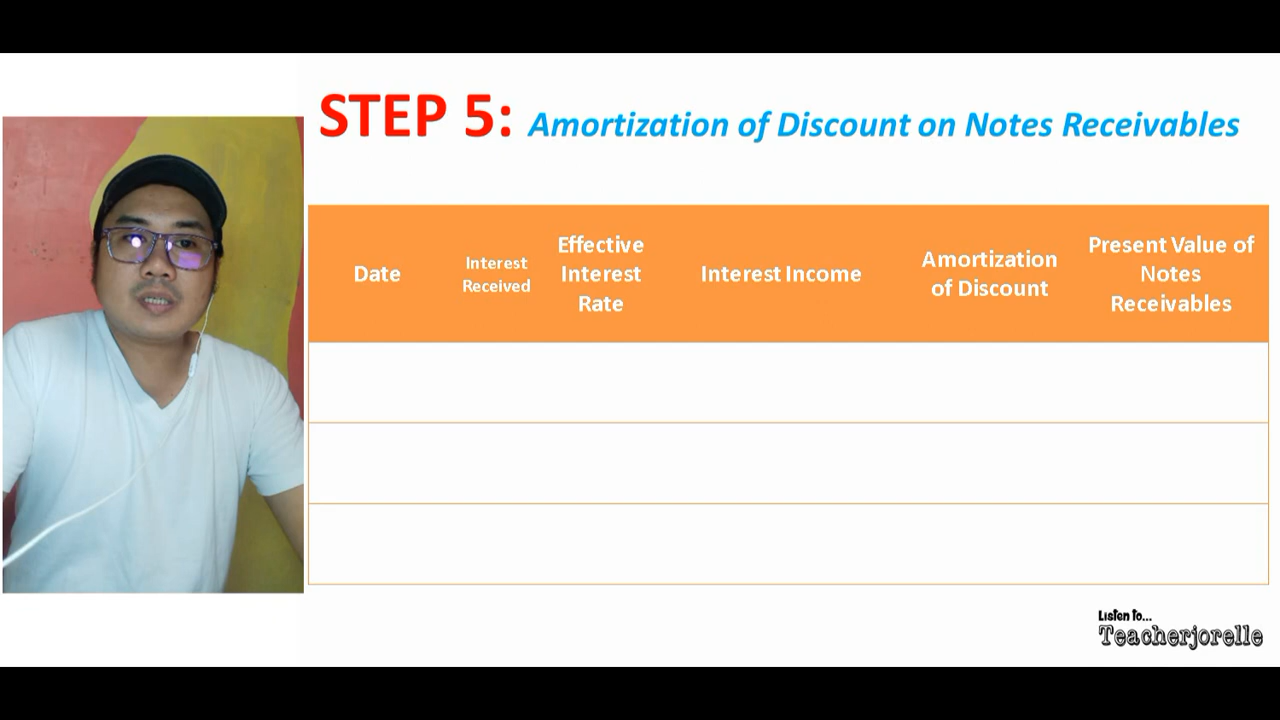 STEP 5: Amortization of Discount on Notes Receivables
Date
Interest
Received
Effective
Interest
Rate
Interest Income
Amortization
of Discount
Present Value of
Notes
Receivables
Listen to...
Teacherjorelle